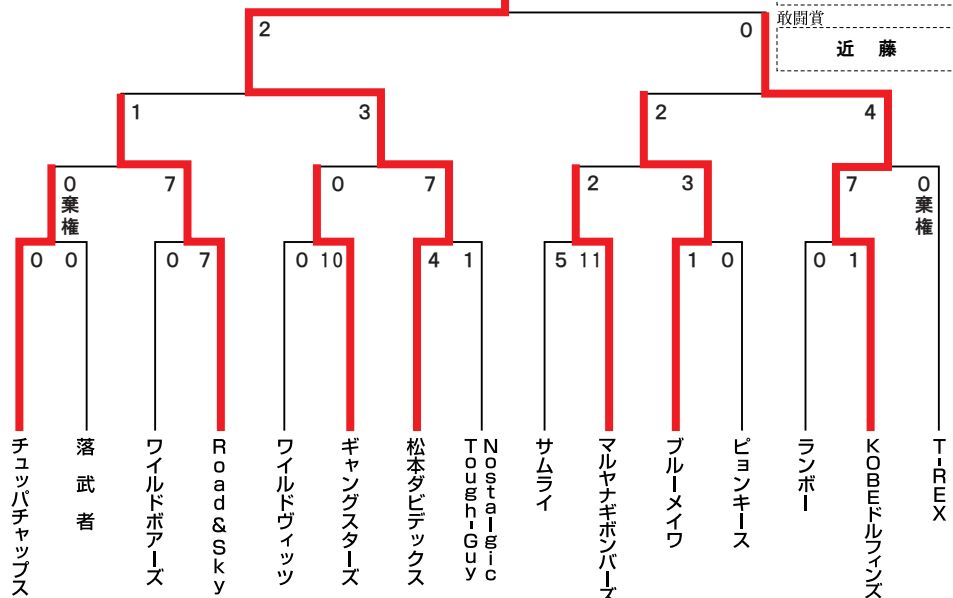 敢闘賞
近 藤
2 0
1 3 2 4
0 7 0 7 2 3 7 0
棄権 棄権
0 0 0 7 0 10 4 1 5 11 1 0 0 1
チュッパチャップス
落武者
ワイルドボアーズ
Road&Sky
ワイルドヴィッツ
ギャングスターズ
松本ダビデックス
Nostalgic
Tough-Guy
サムライ
マルヤナギボンバーズ
ブルーメイワ
ピョンキース
ランボー
KOBEドルフィンズ
T-REX